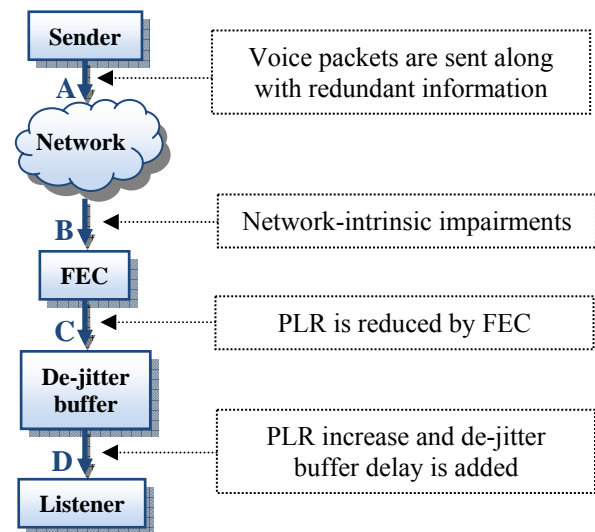 Sender
Voice packets are sent along
with redundant information
A
Network
Network-intrinsic impairments
B
FEC
PLR is reduced by FEC
C
De-jitter
buffer
PLR increase and de-jitter
buffer delay is added
D
Listener